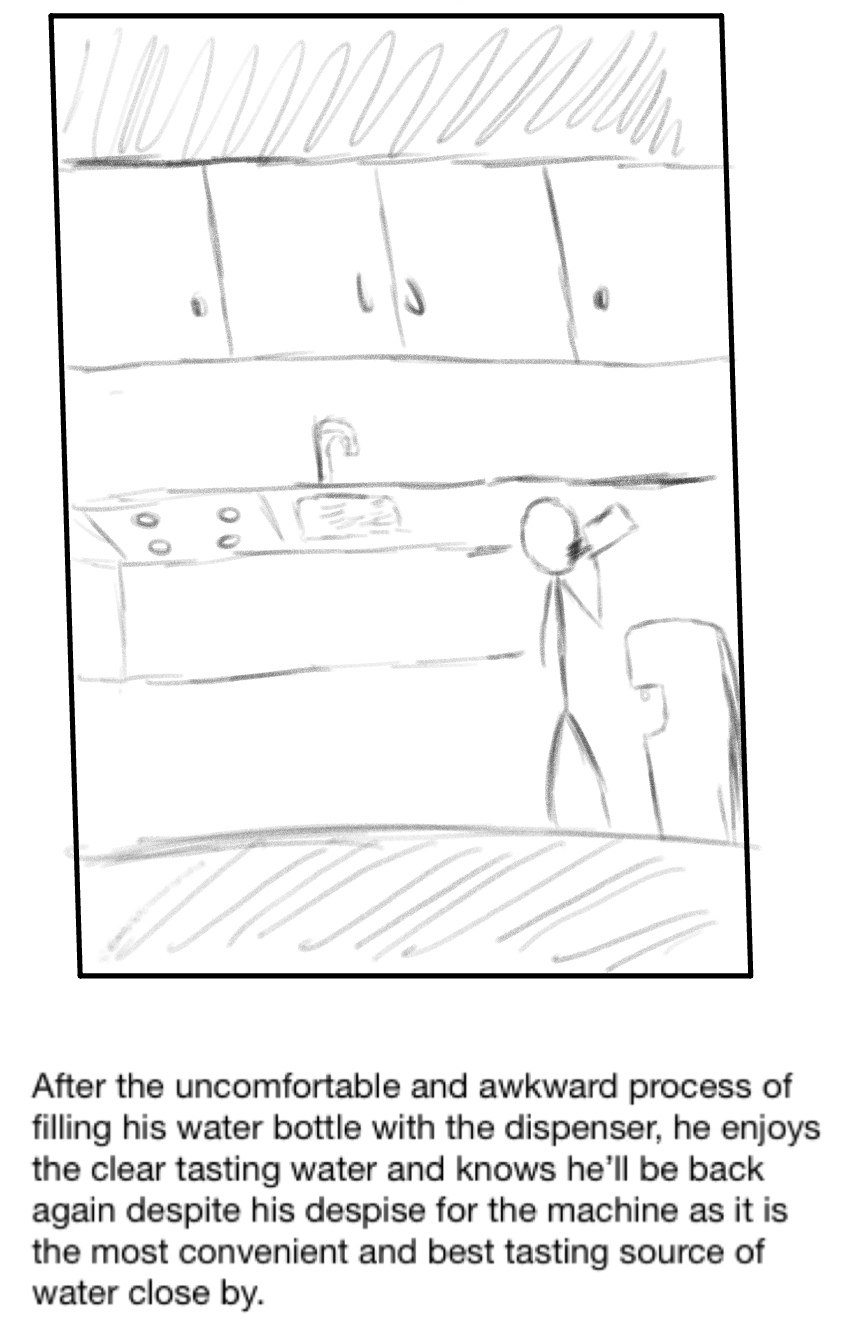 After the uncomfortable and awkward process of
filling his water bottle with the dispenser, he enjoys
the clear tasting water and knows he’ll be back
again despite his despise for the machine as it is
the most convenient and best tasting source of
water close by.